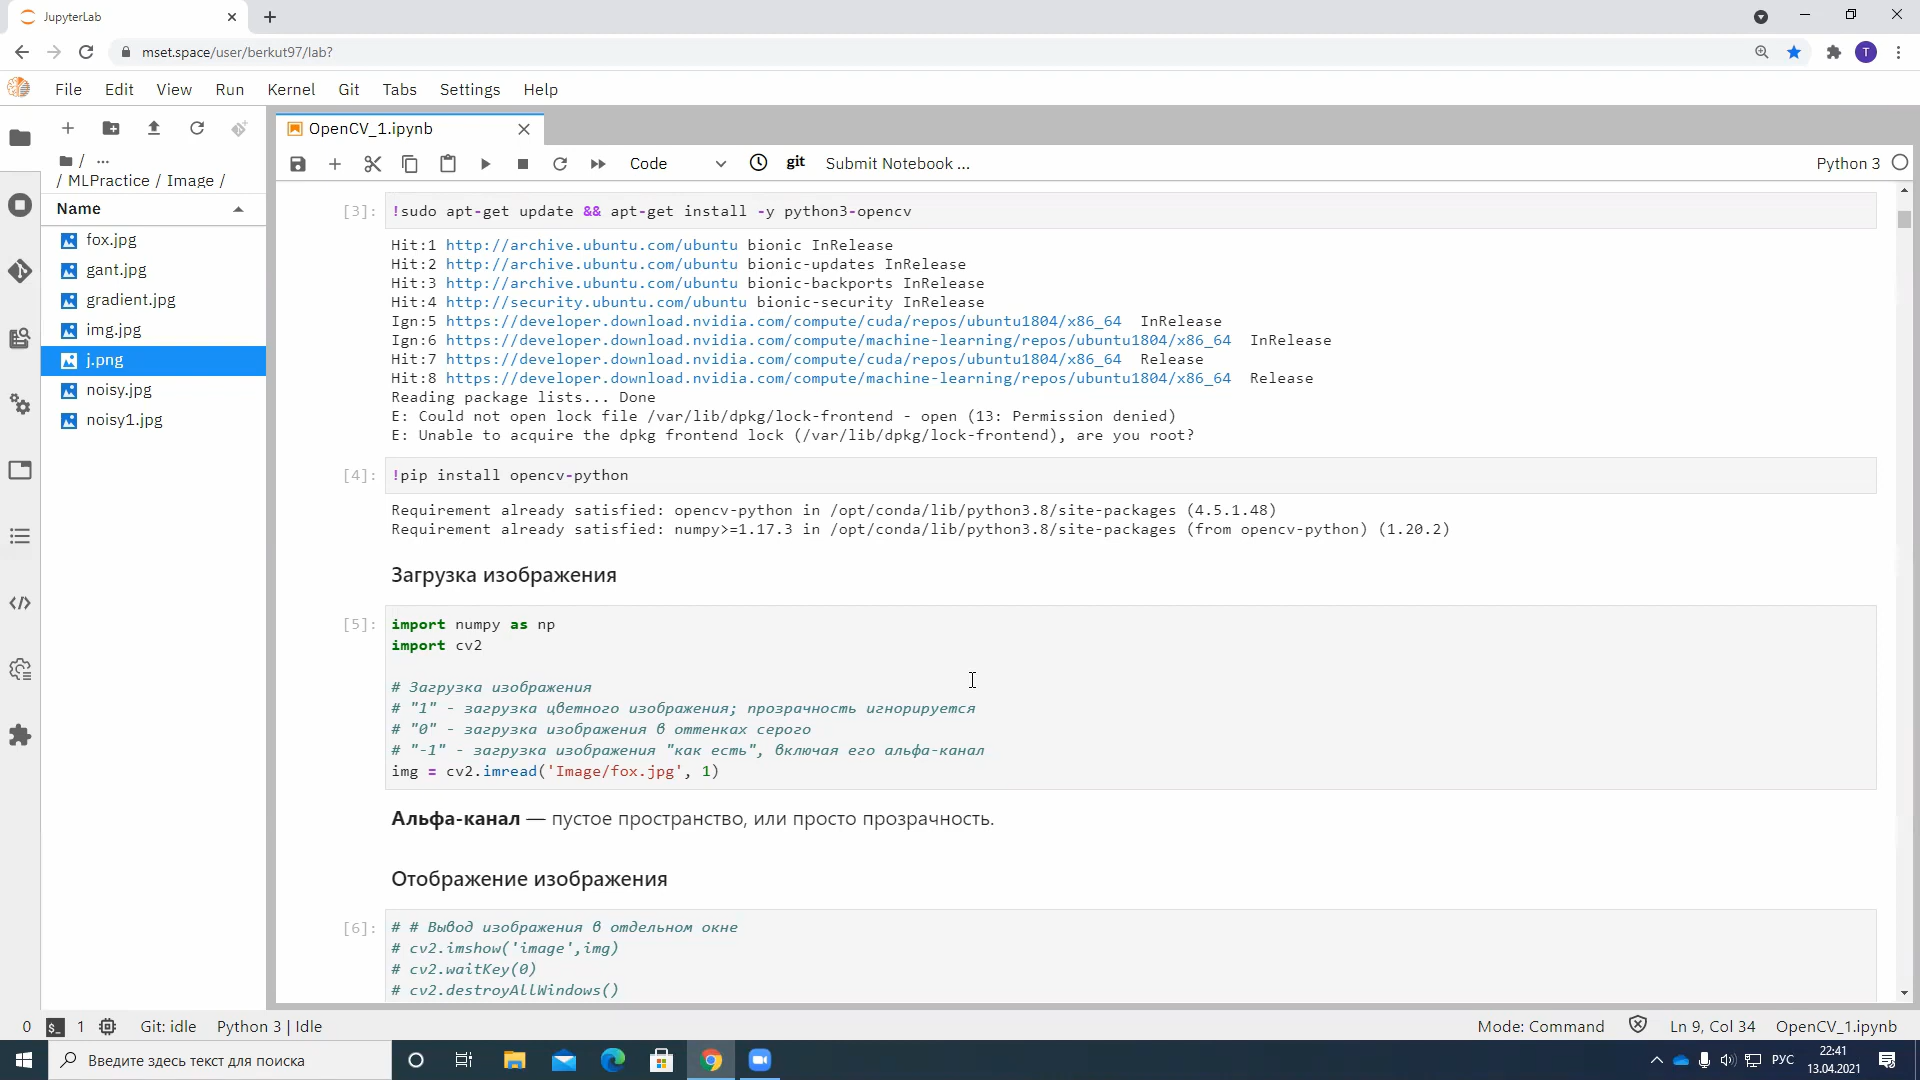 JupyterLab
mset.space/user/berkut97/lab?
T
File Edit View Run Kernel Git Tabs Settings Help
OpenCV_1.ipynb
/ ...
/ MLPractice / Image /
Code
git
Submit Notebook ...
Python 3
Name
fox.jpg
gant.jpg
gradient.jpg
img.jpg
j.png
noisy.jpg
noisy1.jpg
[3]: !sudo apt-get update && apt-get install -y python3-opencv
Hit:1 http://archive.ubuntu.com/ubuntu bionic InRelease
Hit:2 http://archive.ubuntu.com/ubuntu bionic-updates InRelease
Hit:3 http://archive.ubuntu.com/ubuntu bionic-backports InRelease
Hit:4 http://security.ubuntu.com/ubuntu bionic-security InRelease
Ign:5 https://developer.download.nvidia.com/compute/cuda/repos/ubuntu1804/x86_64 InRelease
Ign:6 https://developer.download.nvidia.com/compute/machine-learning/repos/ubuntu1804/x86_64 InRelease
Hit:7 https://developer.download.nvidia.com/compute/cuda/repos/ubuntu1804/x86_64 Release
Hit:8 https://developer.download.nvidia.com/compute/machine-learning/repos/ubuntu1804/x86_64 Release
Reading package lists... Done
E: Could not open lock file /var/lib/dpkg/lock-frontend - open (13: Permission denied)
E: Unable to acquire the dpkg frontend lock (/var/lib/dpkg/lock-frontend), are you root?
[4]: !pip install opencv-python
Requirement already satisfied: opencv-python in /opt/conda/lib/python3.8/site-packages (4.5.1.48)
Requirement already satisfied: numpy>=1.17.3 in /opt/conda/lib/python3.8/site-packages (from opencv-python) (1.20.2)
Загрузка изображения
[5]: import numpy as np
import cv2
# Загрузка изображения
# "1" - загрузка цветного изображения; прозрачность игнорируется
# "0" - загрузка изображения в оттенках серого
# "-1" - загрузка изображения "как есть", включая его альфа-канал
img = cv2.imread('Image/fox.jpg', 1)
Альфа-канал — пустое пространство, или просто прозрачность.
Отображение изображения
[6]: # # Вывод изображения в отдельном окне
# cv2.imshow('image',img)
# cv2.waitKey(0)
# cv2.destroyAllWindows()
0 $_ 1 Git: idle Python 3 | Idle
Mode: Command Ln 9, Col 34 OpenCV_1.ipynb
Введите здесь текст для поиска
РУС
22:41
13.04.2021